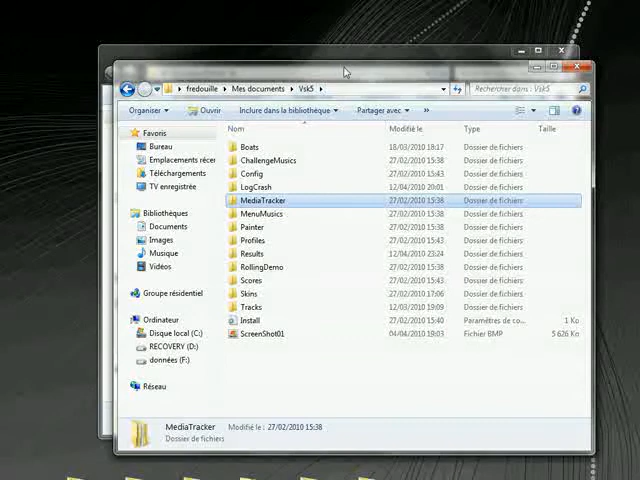 fredouille ▸ Mes documents ▸ Vsk5 ▸
Rechercher dans : Vsk5
Organiser Ouvrir Inclure dans la bibliothèque Partager avec »
Nom Modifié le Type Taille
Favoris
Bureau
Emplacements récer
Téléchargements
TV enregistrée
Bibliothèques
Documents
Images
Musique
Vidéos
Groupe résidentiel
Ordinateur
Disque local (C:)
RECOVERY (D:)
données (F:)
Réseau
Boats 18/03/2010 18:17 Dossier de fichiers
ChallengeMusics 27/02/2010 15:38 Dossier de fichiers
Config 27/02/2010 15:43 Dossier de fichiers
LogCrash 12/04/2010 20:01 Dossier de fichiers
MediaTracker 27/02/2010 15:38 Dossier de fichiers
MenuMusics 27/02/2010 15:38 Dossier de fichiers
Painter 27/02/2010 15:38 Dossier de fichiers
Profiles 27/02/2010 15:43 Dossier de fichiers
Results 12/04/2010 23:24 Dossier de fichiers
RollingDemo 27/02/2010 15:38 Dossier de fichiers
Scores 27/02/2010 15:43 Dossier de fichiers
Skins 27/02/2010 17:06 Dossier de fichiers
Tracks 12/03/2010 19:09 Dossier de fichiers
Install 27/02/2010 15:40 Paramètres de co... 1 Ko
ScreenShot01 04/04/2010 19:03 Fichier BMP 5 626 Ko
MediaTracker Modifié le : 27/02/2010 15:38
Dossier de fichiers